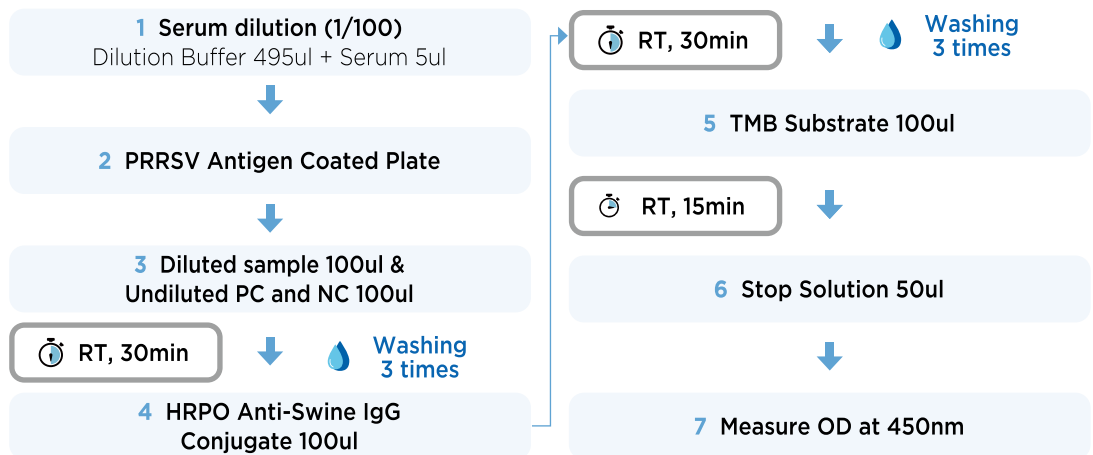 1 Serum dilution (1/100)
Dilution Buffer 495ul + Serum 5ul
2 PRRSV Antigen Coated Plate
3 Diluted sample 100ul &
Undiluted PC and NC 100ul
RT, 30min
Washing
3 times
4 HRPO Anti-Swine IgG
Conjugate 100ul
RT, 30min
Washing
3 times
5 TMB Substrate 100ul
RT, 15min
6 Stop Solution 50ul
7 Measure OD at 450nm